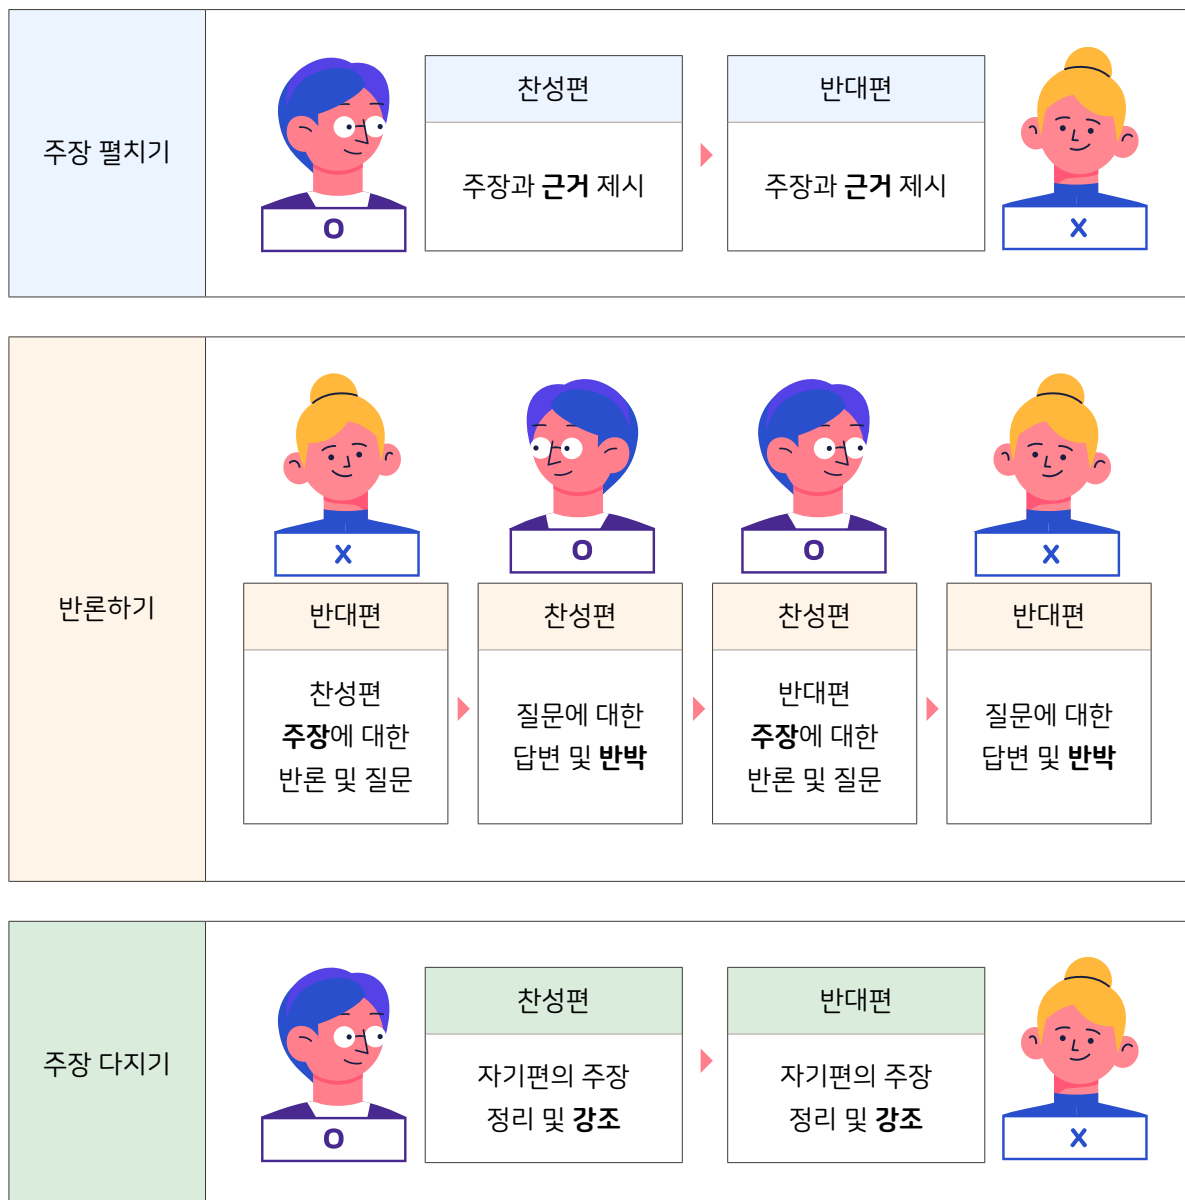 주장 펼치기
찬성편
주장과 근거 제시
O
반대편
주장과 근거 제시
X
반론하기
X
반대편
찬성편
주장에 대한
반론 및 질문
O
찬성편
질문에 대한
답변 및 반박
O
찬성편
반대편
주장에 대한
반론 및 질문
X
반대편
질문에 대한
답변 및 반박
주장 다지기
O
찬성편
자기편의 주장
정리 및 강조
반대편
자기편의 주장
정리 및 강조
X